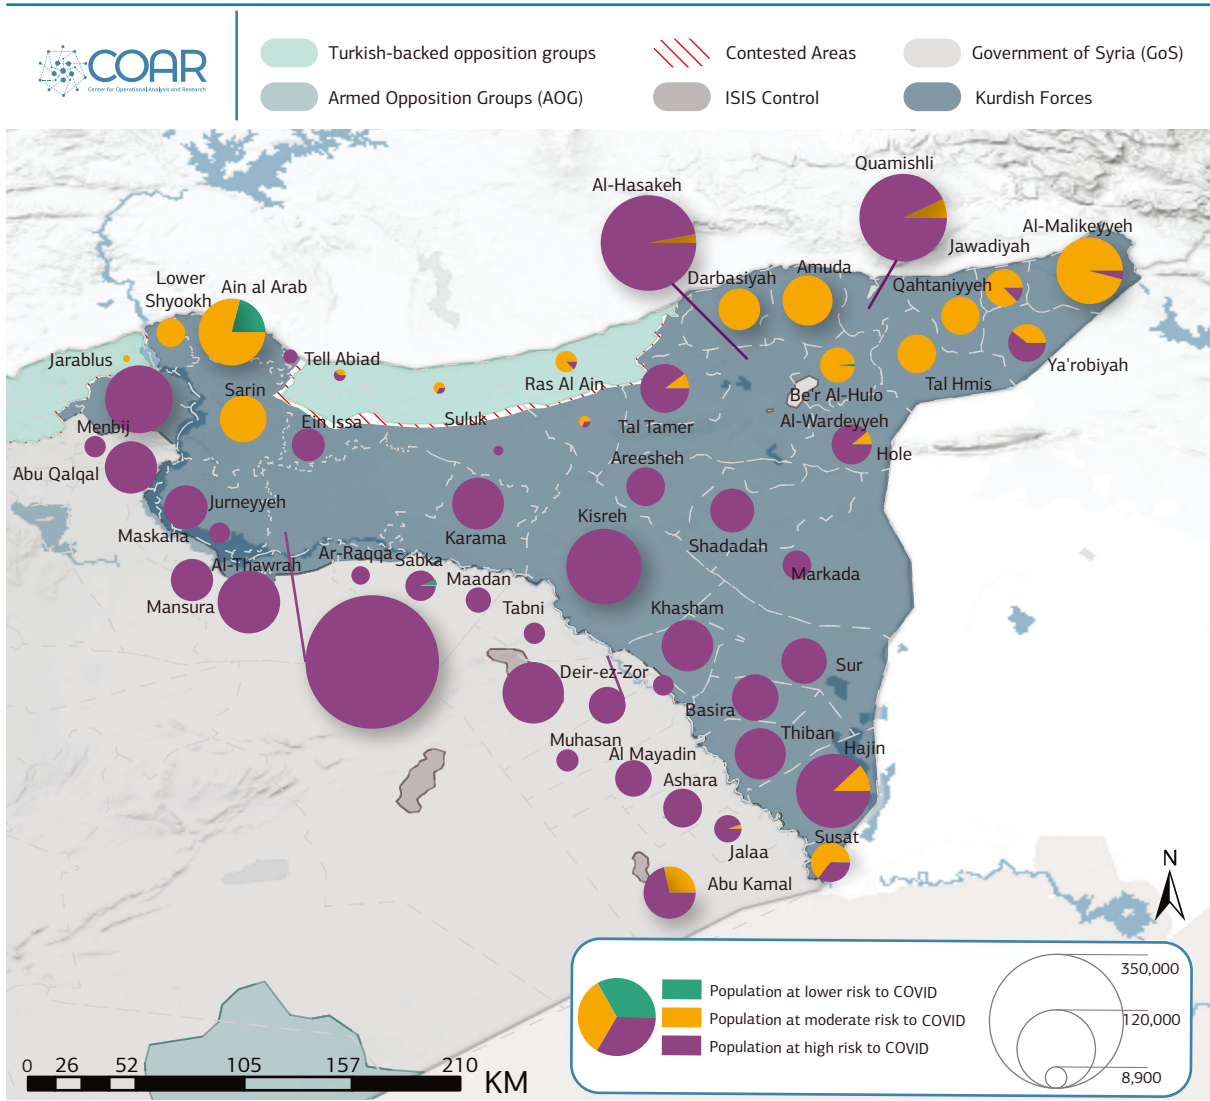 COAR
Center for Operational Analysis and Research
Turkish-backed opposition groups
Contested Areas
Government of Syria (GoS)
Armed Opposition Groups (AOG)
ISIS Control
Kurdish Forces
Quamishli
Al-Hasakeh
Al-Malikeyyeh
Jawadiyah
Lower
Shyookh
Ain al Arab
Darbasiyah
Amuda
Qahtaniyyeh
Jarablus
Tell Abiad
Ras Al Ain
Be'r Al-Hulo
Tal Hmis
Ya'robiyah
Sarin
Menbij
Ein Issa
Suluk
Tal Tamer
Al-Wardeyyeh
Hole
Abu Qalqal
Areesheh
Jurneyyeh
Maskana
Karama
Kisreh
Shadadah
Al-Thawrah
Ar-Raqqa
Sabka
Maadan
Markada
Mansura
Tabni
Khasham
Deir-ez-Zor
Sur
Basira
Muhasan
Al Mayadin
Thiban
Hajin
Ashara
Jalaa
Susat
Abu Kamal
N
Population at lower risk to COVID
Population at moderate risk to COVID
Population at high risk to COVID
350,000
120,000
8,900
0 26 52 105 157 210
KM